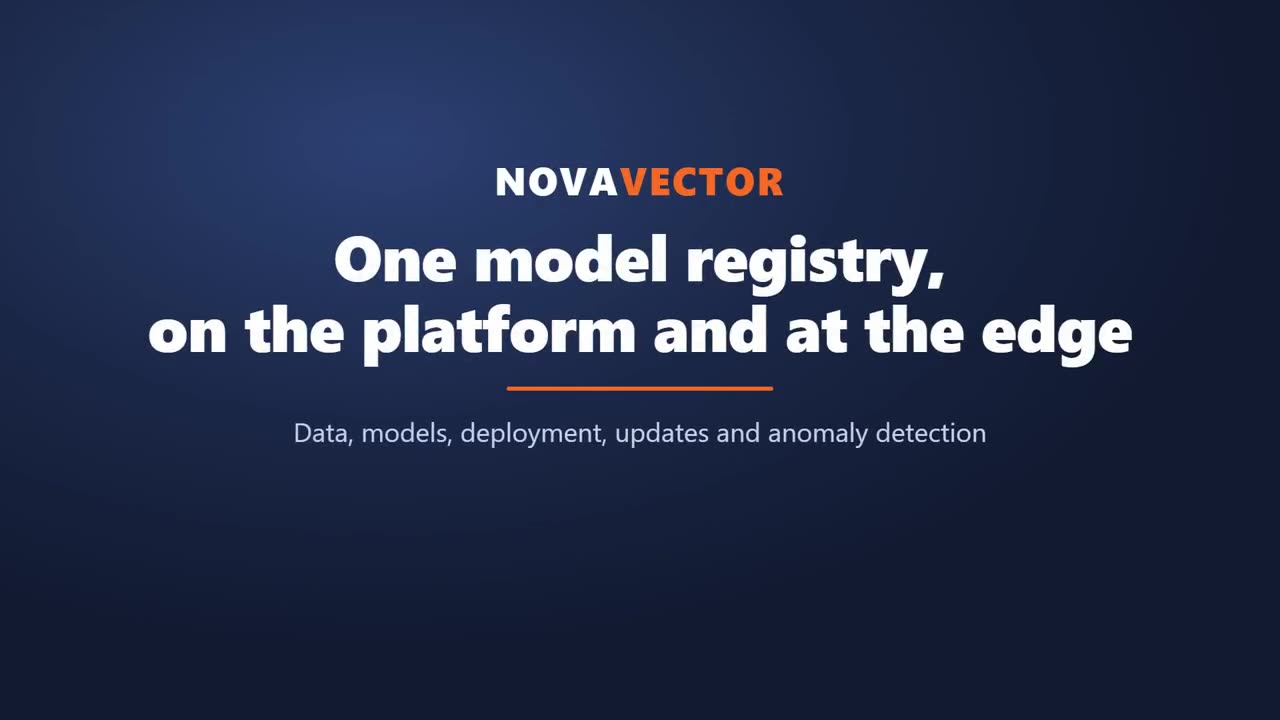 NOVAVECTOR
One model registry,
on the platform and at the edge
Data, models, deployment, updates and anomaly detection